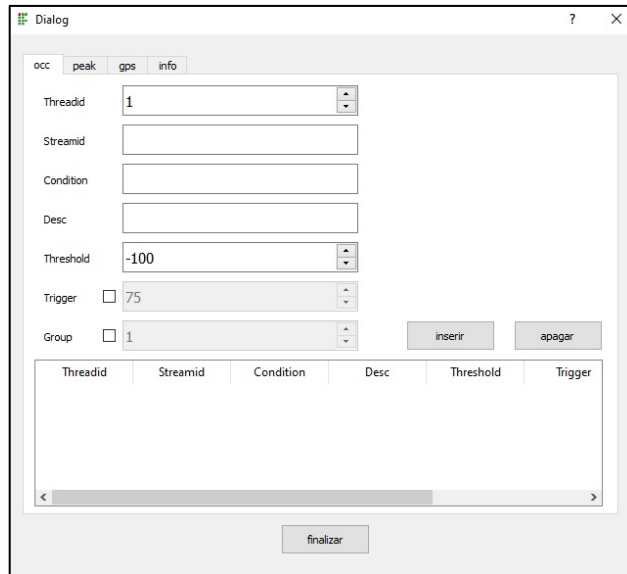 Dialog ?
occ peak gps info
Threadid 1
Streamid
Condition
Desc
Threshold -100
Trigger 75
Group 1 inserir apagar
Threadid Streamid Condition Desc Threshold Trigger
finalizar